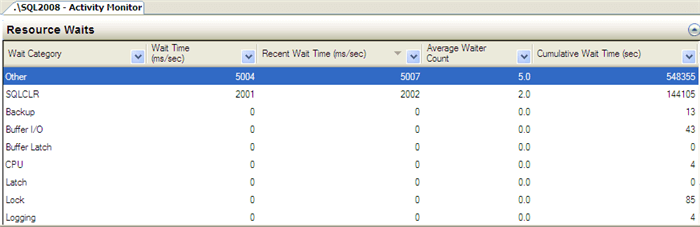 .\SQL2008 - Activity Monitor
Resource Waits
Wait Category Wait Time (ms/sec) Recent Wait Time (ms/sec) Average Waiter Count Cumulative Wait Time (sec)
Other 5004 5007 5.0 548355
SQLCLR 2001 2002 2.0 144105
Backup 0 0 0.0 13
Buffer I/O 0 0 0.0 43
Buffer Latch 0 0 0.0 0
CPU 0 0 0.0 4
Latch 0 0 0.0 0
Lock 0 0 0.0 85
Logging 0 0 0.0 4